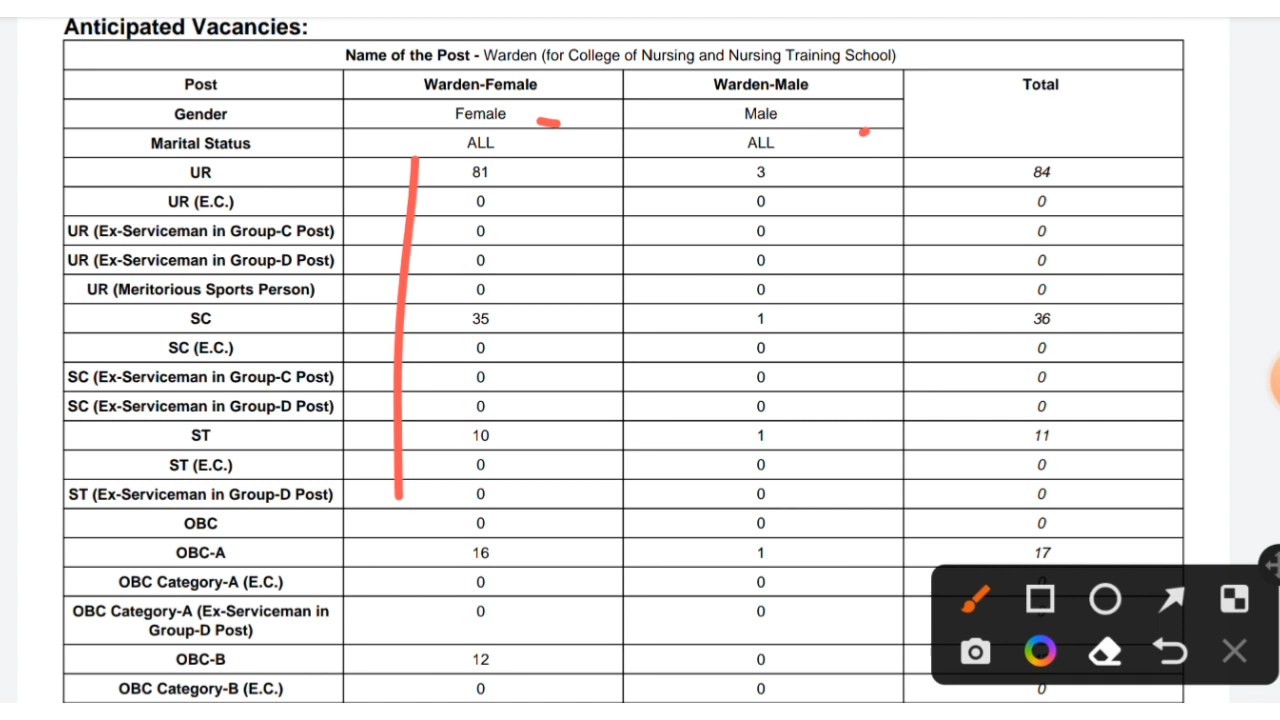 Anticipated Vacancies:
Name of the Post - Warden (for College of Nursing and Nursing Training School)
Post Warden-Female Warden-Male Total
Gender Female Male
Marital Status ALL ALL
UR 81 3 84
UR (E.C.) 0 0 0
UR (Ex-Serviceman in Group-C Post) 0 0 0
UR (Ex-Serviceman in Group-D Post) 0 0 0
UR (Meritorious Sports Person) 0 0 0
SC 35 1 36
SC (E.C.) 0 0 0
SC (Ex-Serviceman in Group-C Post) 0 0 0
SC (Ex-Serviceman in Group-D Post) 0 0 0
ST 10 1 11
ST (E.C.) 0 0 0
ST (Ex-Serviceman in Group-D Post) 0 0 0
OBC 0 0 0
OBC-A 16 1 17
OBC Category-A (E.C.) 0 0
OBC Category-A (Ex-Serviceman in
Group-D Post) 0 0
OBC-B 12 0
OBC Category-B (E.C.) 0 0 0